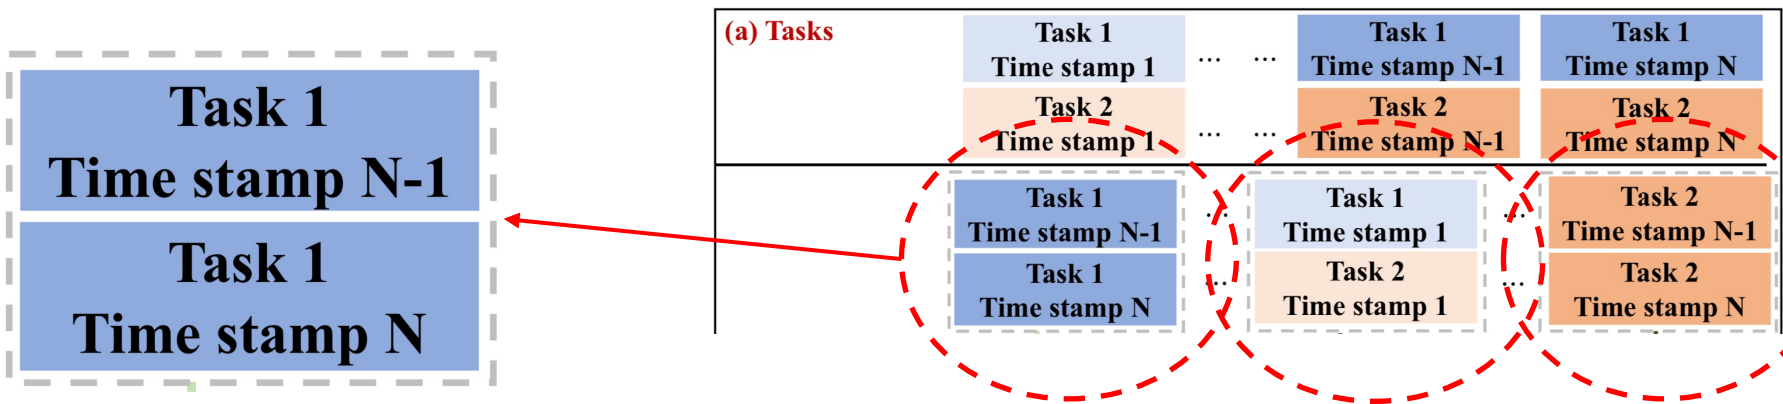 Task 1
Time stamp N-1
Task 1
Time stamp N
(a) Tasks
Task 1
Time stamp 1
... ...
Task 1
Time stamp N-1
Task 1
Time stamp N
Task 2
Time stamp 1
... ...
Task 2
Time stamp N-1
Task 2
Time stamp N
Task 1
Time stamp N-1
...
Task 1
Time stamp 1
...
Task 2
Time stamp N-1
Task 1
Time stamp N
...
Task 2
Time stamp 1
...
Task 2
Time stamp N